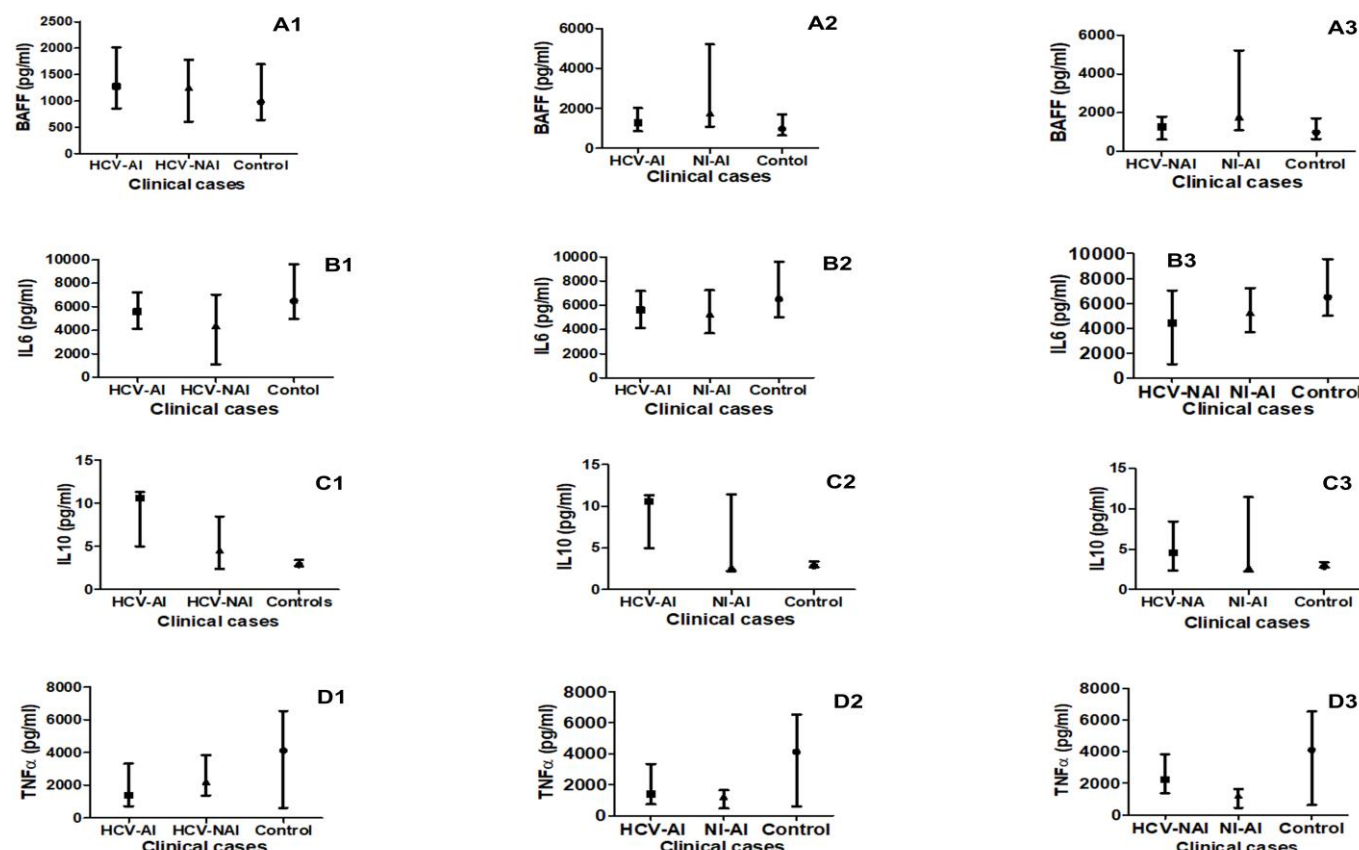 A1
BAFF (pg/ml)
2500
2000
1500
1000
500
0
HCV-AI HCV-NAI Control
Clinical cases
A2
BAFF (pg/ml)
6000
4000
2000
0
HCV-AI NI-AI Contol
Clinical cases
A3
BAFF (pg/ml)
6000
4000
2000
0
HCV-NAI NI-AI Control
Clinical cases
B1
IL6 (pg/ml)
10000
8000
6000
4000
2000
0
HCV-AI HCV-NAI Contol
Clinical cases
B2
IL6 (pg/ml)
10000
8000
6000
4000
2000
0
HCV-AI NI-AI Control
Clinical cases
B3
IL6 (pg/ml)
10000
8000
6000
4000
2000
0
HCV-NAI NI-AI Control
Clinical cases
C1
IL10 (pg/ml)
15
10
5
0
HCV-AI HCV-NAI Controls
Clinical cases
C2
IL10 (pg/ml)
15
10
5
0
HCV-AI NI-AI Control
Clinical cases
C3
IL10 (pg/ml)
15
10
5
0
HCV-NA NI-AI Control
Clinical cases
D1
TNFα (pg/ml)
8000
6000
4000
2000
0
HCV-AI HCV-NAI Control
Clinical cases
D2
TNFα (pg/ml)
8000
6000
4000
2000
0
HCV-AI NI-AI Control
Clinical cases
D3
TNFα (pg/ml)
8000
6000
4000
2000
0
HCV-NAI NI-AI Control
Clinical cases